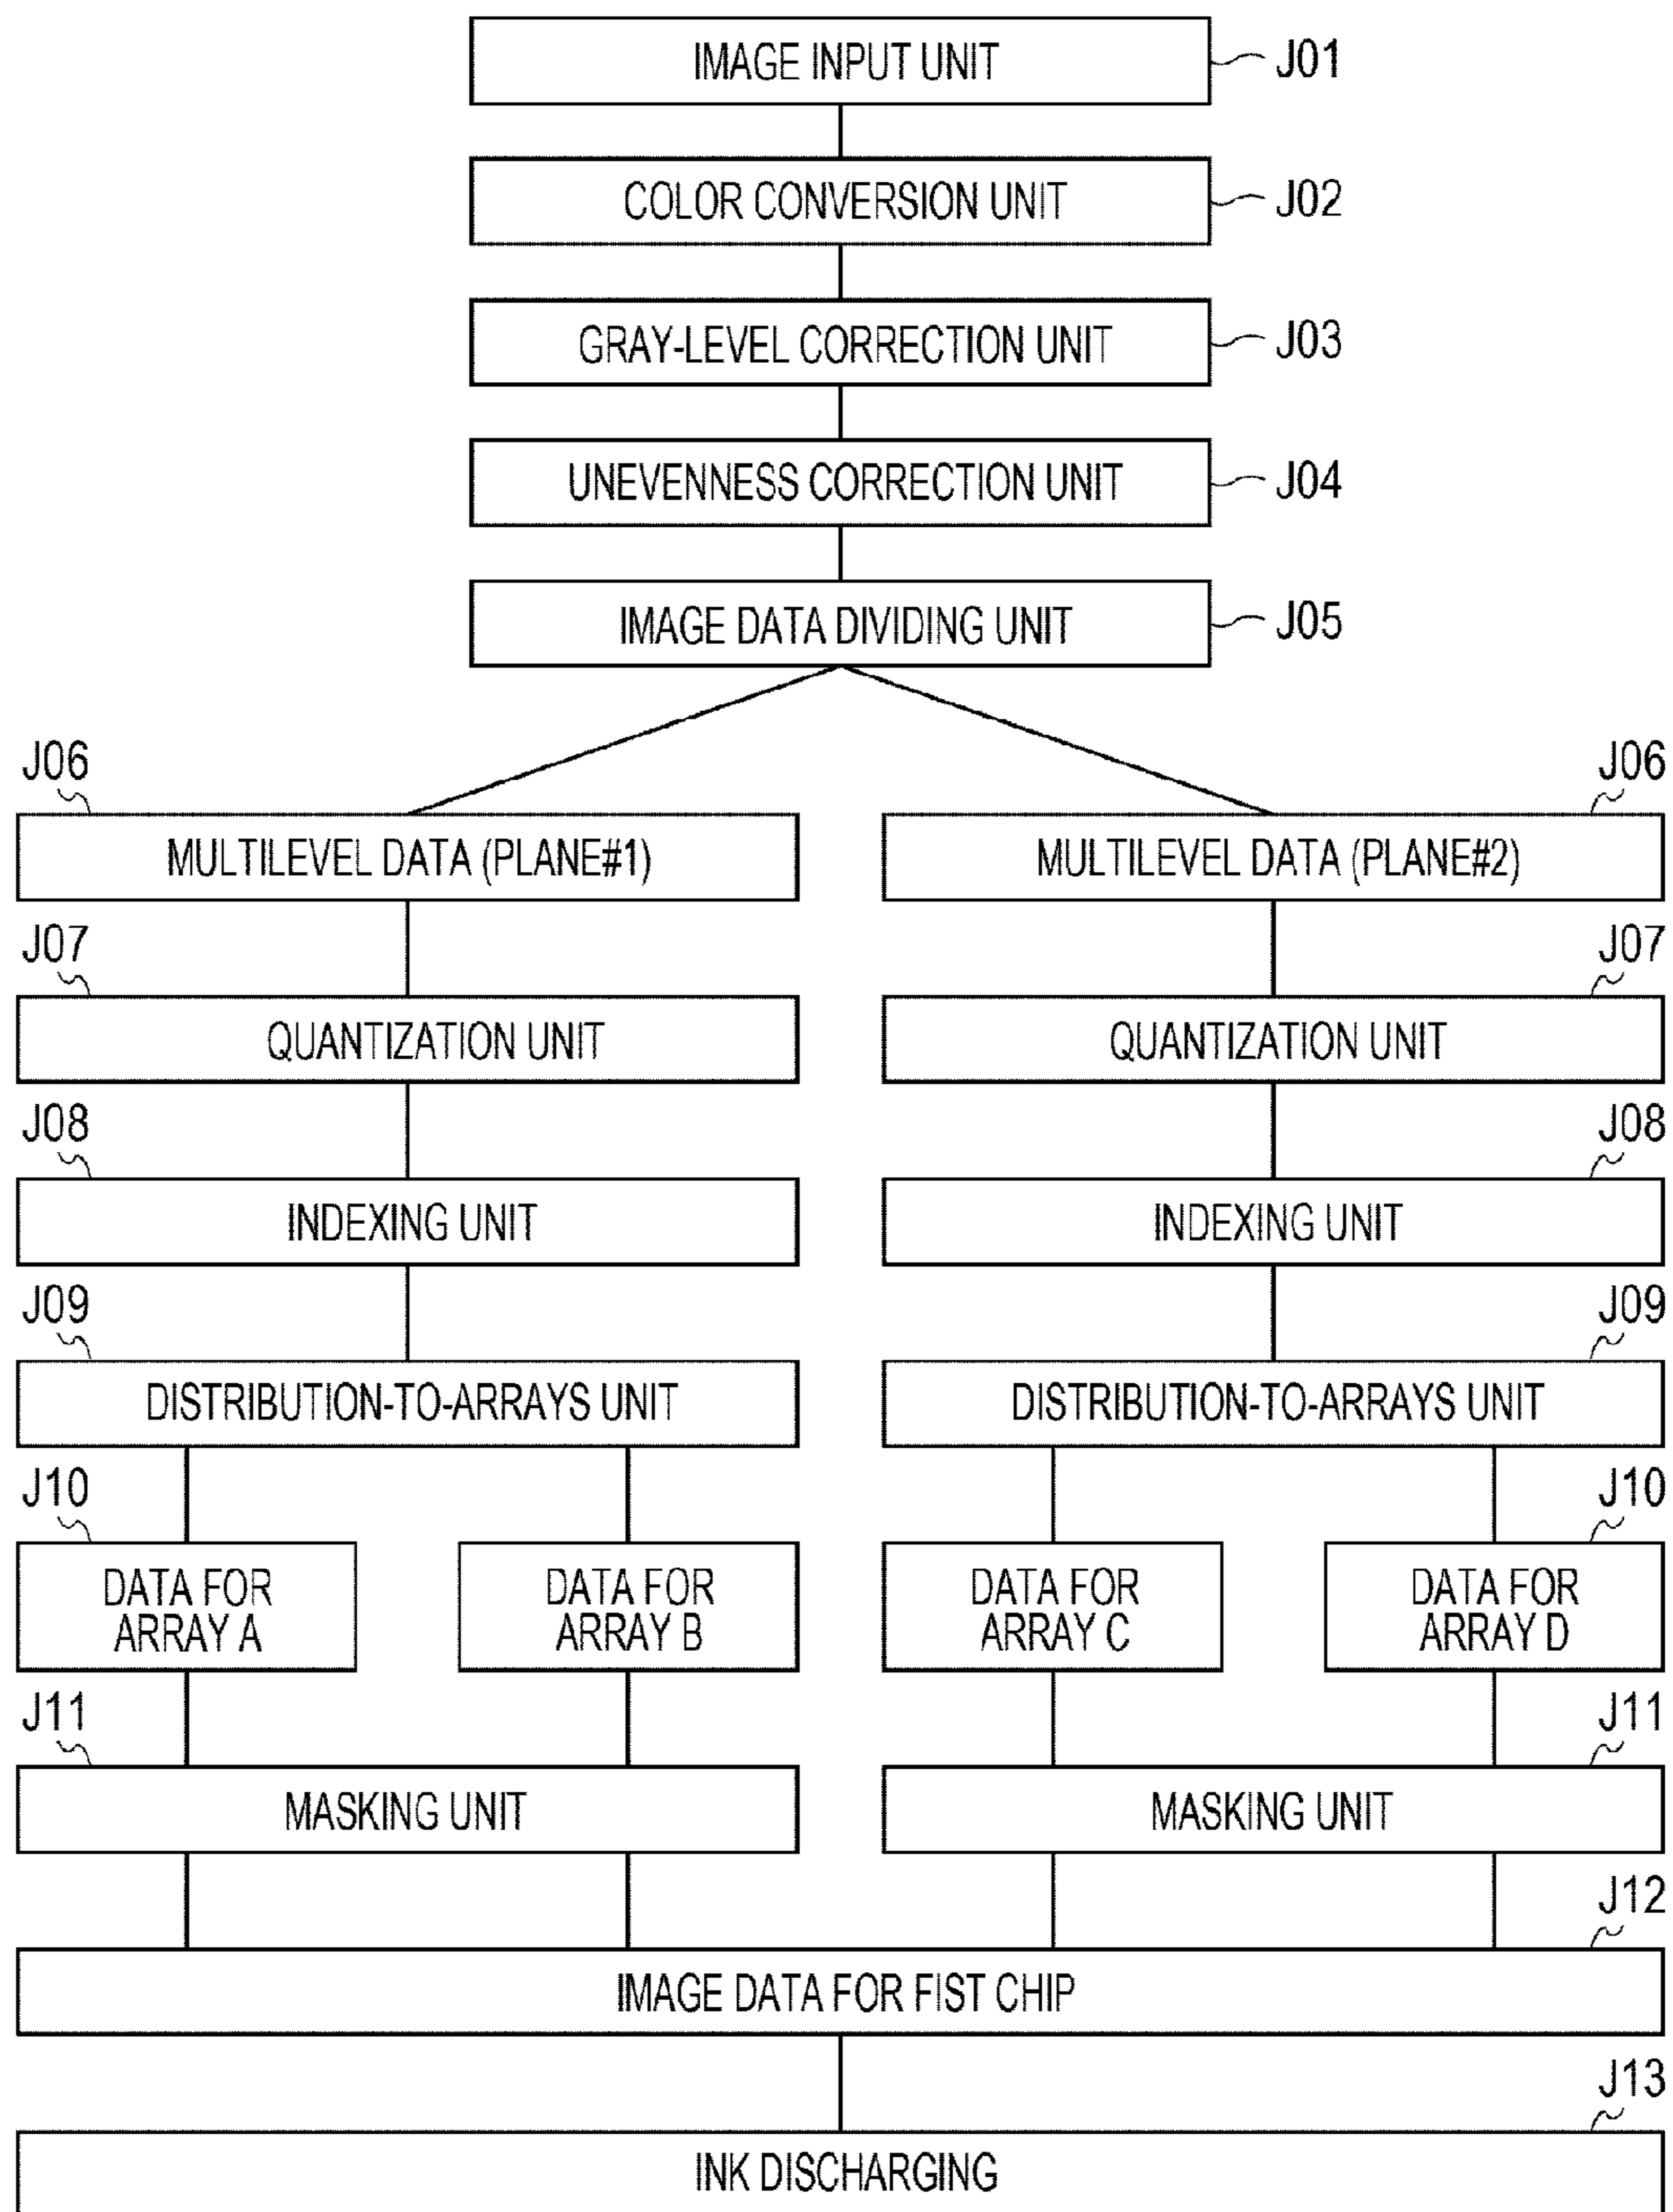 IMAGE INPUT UNIT J01
COLOR CONVERSION UNIT J02
GRAY-LEVEL CORRECTION UNIT J03
UNEVENNESS CORRECTION UNIT J04
IMAGE DATA DIVIDING UNIT J05
J06 J06
MULTILEVEL DATA (PLANE#1) MULTILEVEL DATA (PLANE#2)
J07 J07
QUANTIZATION UNIT QUANTIZATION UNIT
J08 J08
INDEXING UNIT INDEXING UNIT
J09 J09
DISTRIBUTION-TO-ARRAYS UNIT DISTRIBUTION-TO-ARRAYS UNIT
J10 J10
DATA FOR DATA FOR DATA FOR DATA FOR
ARRAY A ARRAY B ARRAY C ARRAY D
J11 J11
MASKING UNIT MASKING UNIT
J12
IMAGE DATA FOR FIST CHIP
J13
INK DISCHARGING